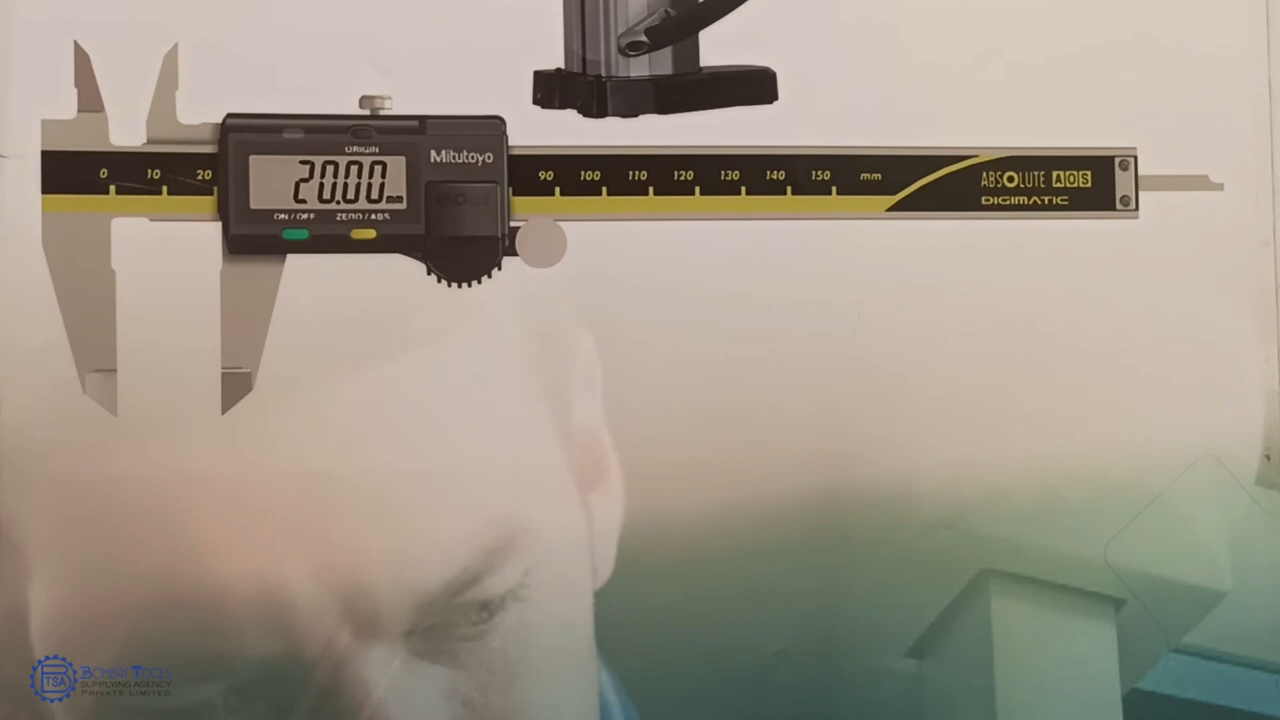 ORIGIN
Mitutoyo
20.00 mm
ON / OFF ZERO / ABS
0 10 20
90 100 110 120 130 140 150 mm
ABSOLUTE AOS
DIGIMATIC
BOMBAY TOOLS
SUPPLYING AGENCY
PRIVATE LIMITED
TSA